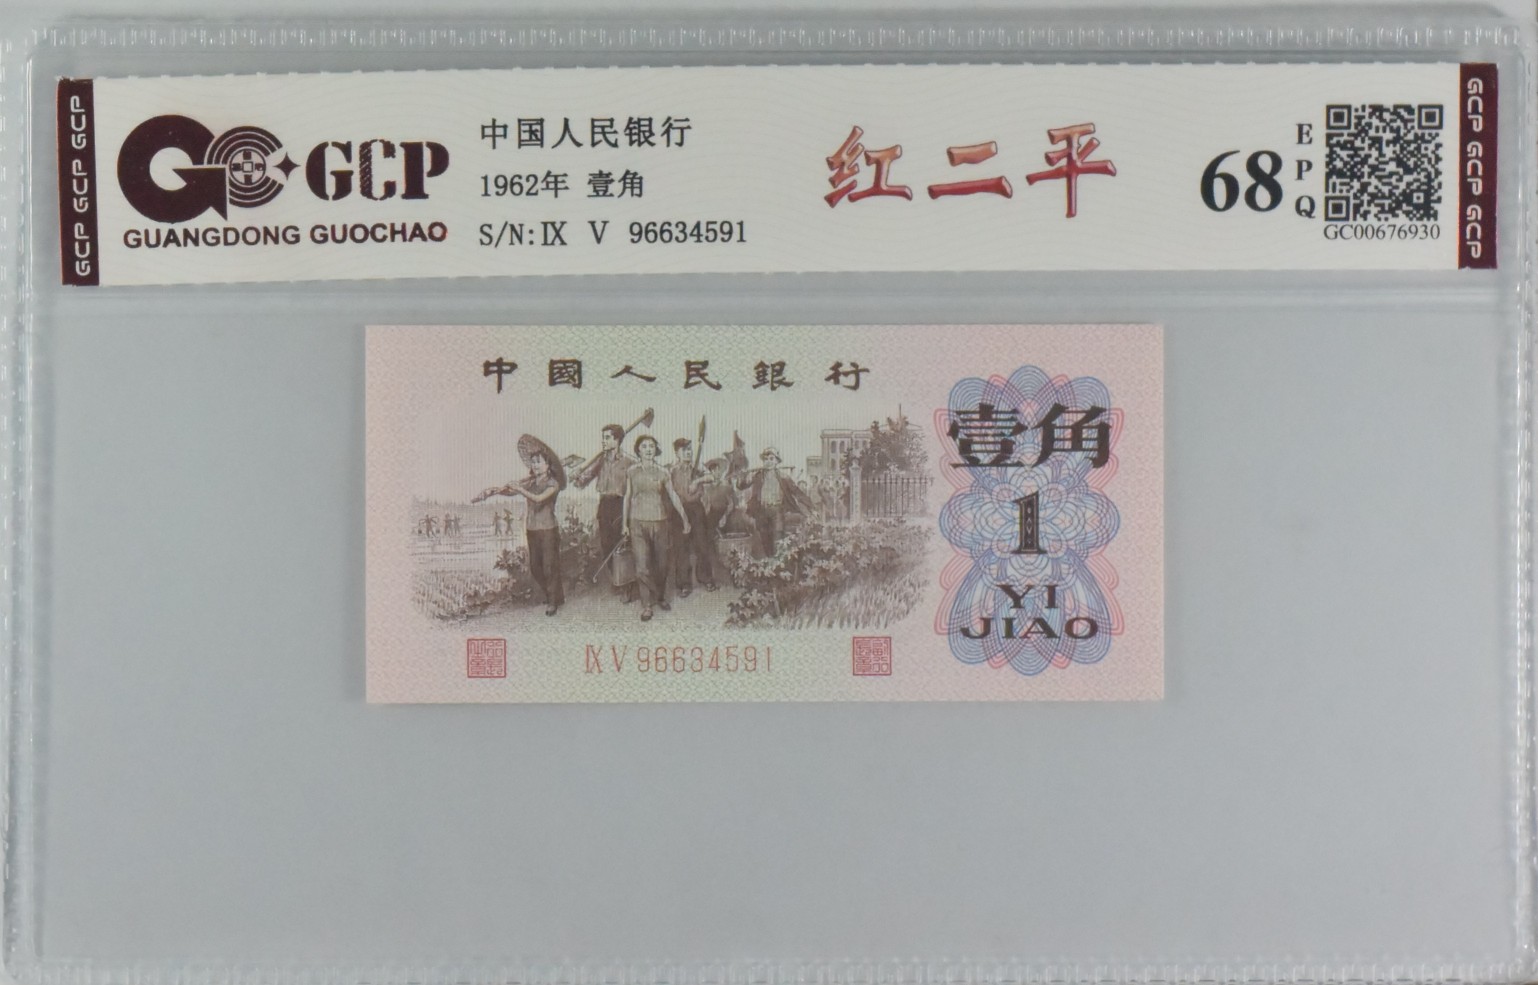 GCP GCP GCP
GCP
GUANGDONG GUOCHAO
中国人民银行
1962年 壹角
S/N:Ⅸ Ⅴ 96634591
红二平
68
EPQ
GC00676930
GCP GCP GCP
中國人民銀行
壹角
1
YI
JIAO
ⅨⅤ96634591